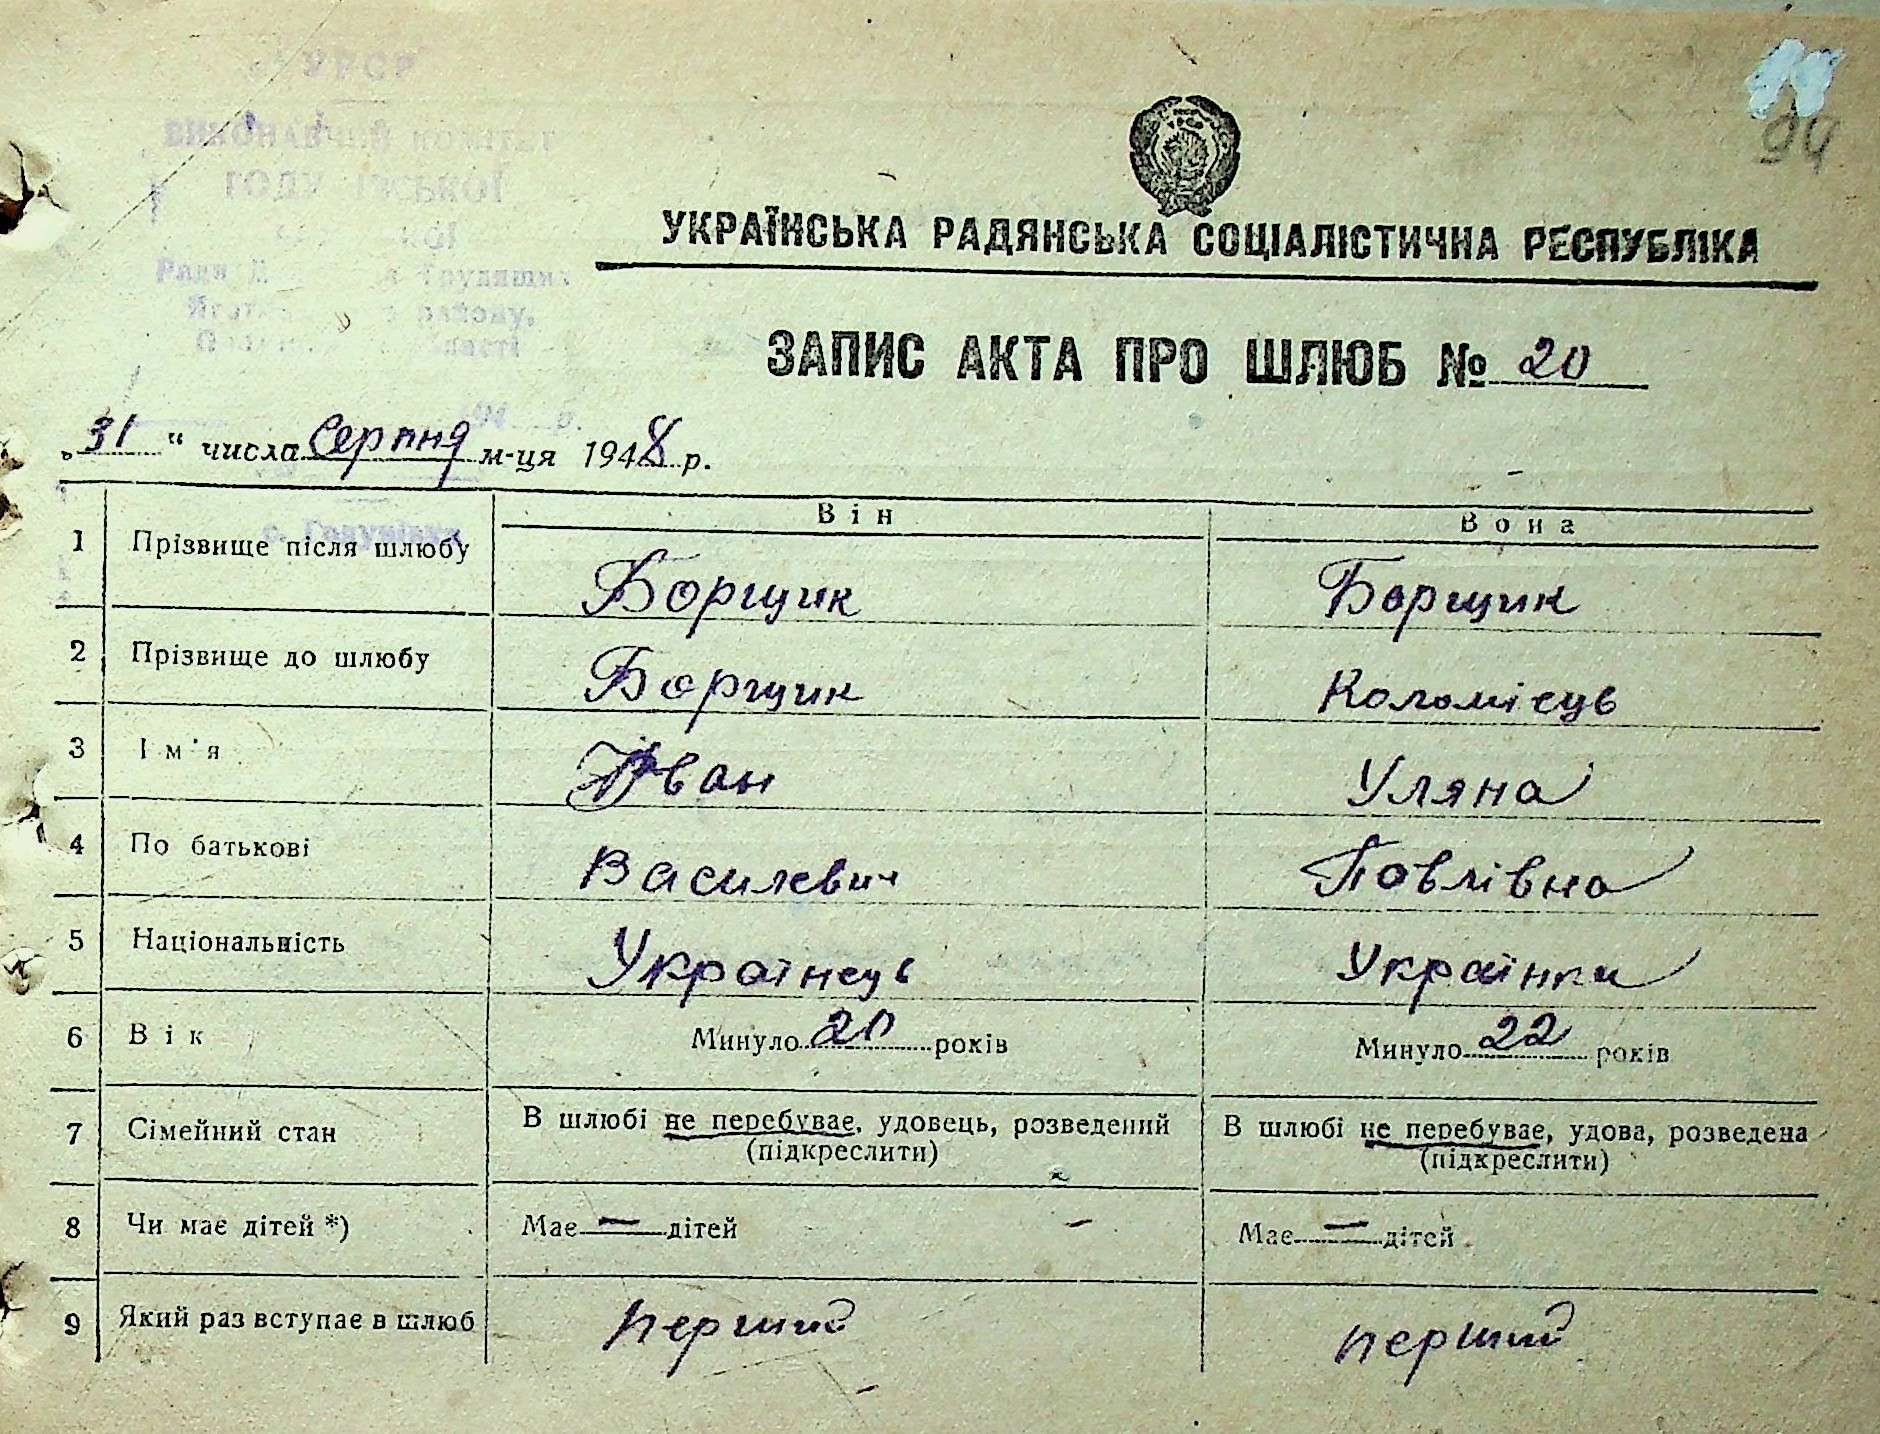 УРСР
ВИКОНАВЧИЙ КОМІТЕТ
94
УКРАЇНСЬКА РАДЯНСЬКА СОЦІАЛІСТИЧНА РЕСПУБЛІКА
ЗАПИС АКТА ПРО ШЛЮБ № 20
„31“ числа Серпня м-ця 1948 р.
Він Вона
1 Прізвище після шлюбу Борщик Борщик
2 Прізвище до шлюбу Борщик Коломієць
3 Ім'я Іван Уляна
4 По батькові Василевич Павлівна
5 Національність Українець Українка
6 Вік Минуло 20 років Минуло 22 років
7 Сімейний стан В шлюбі не перебуває, удовець, розведений В шлюбі не перебуває, удова, розведена
(підкреслити) (підкреслити)
8 Чи має дітей *) Має — дітей Має — дітей
9 Який раз вступає в шлюб перший перший